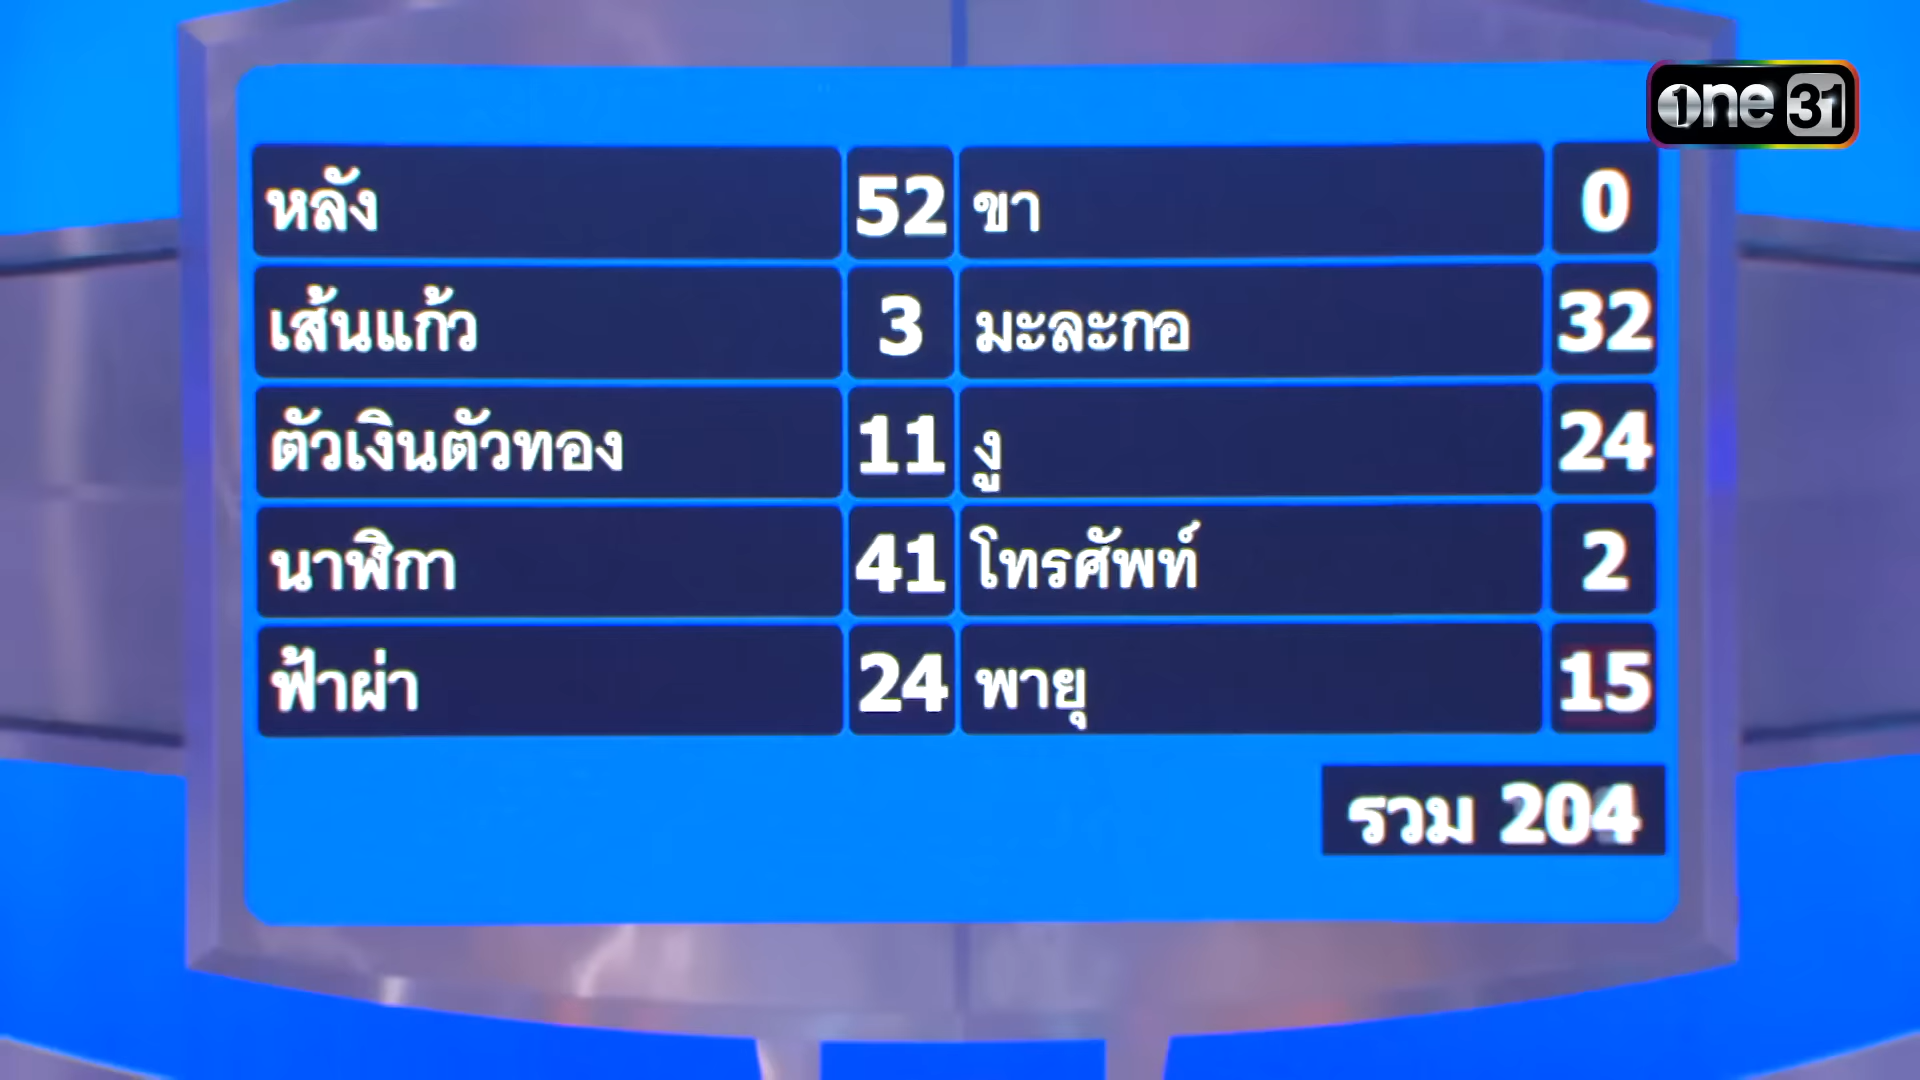 one 31
หลัง 52 ขา 0
เส้นแก้ว 3 มะละกอ 32
ตัวเงินตัวทอง 11 งู 24
นาฬิกา 41 โทรศัพท์ 2
ฟ้าผ่า 24 พายุ 15
รวม 204